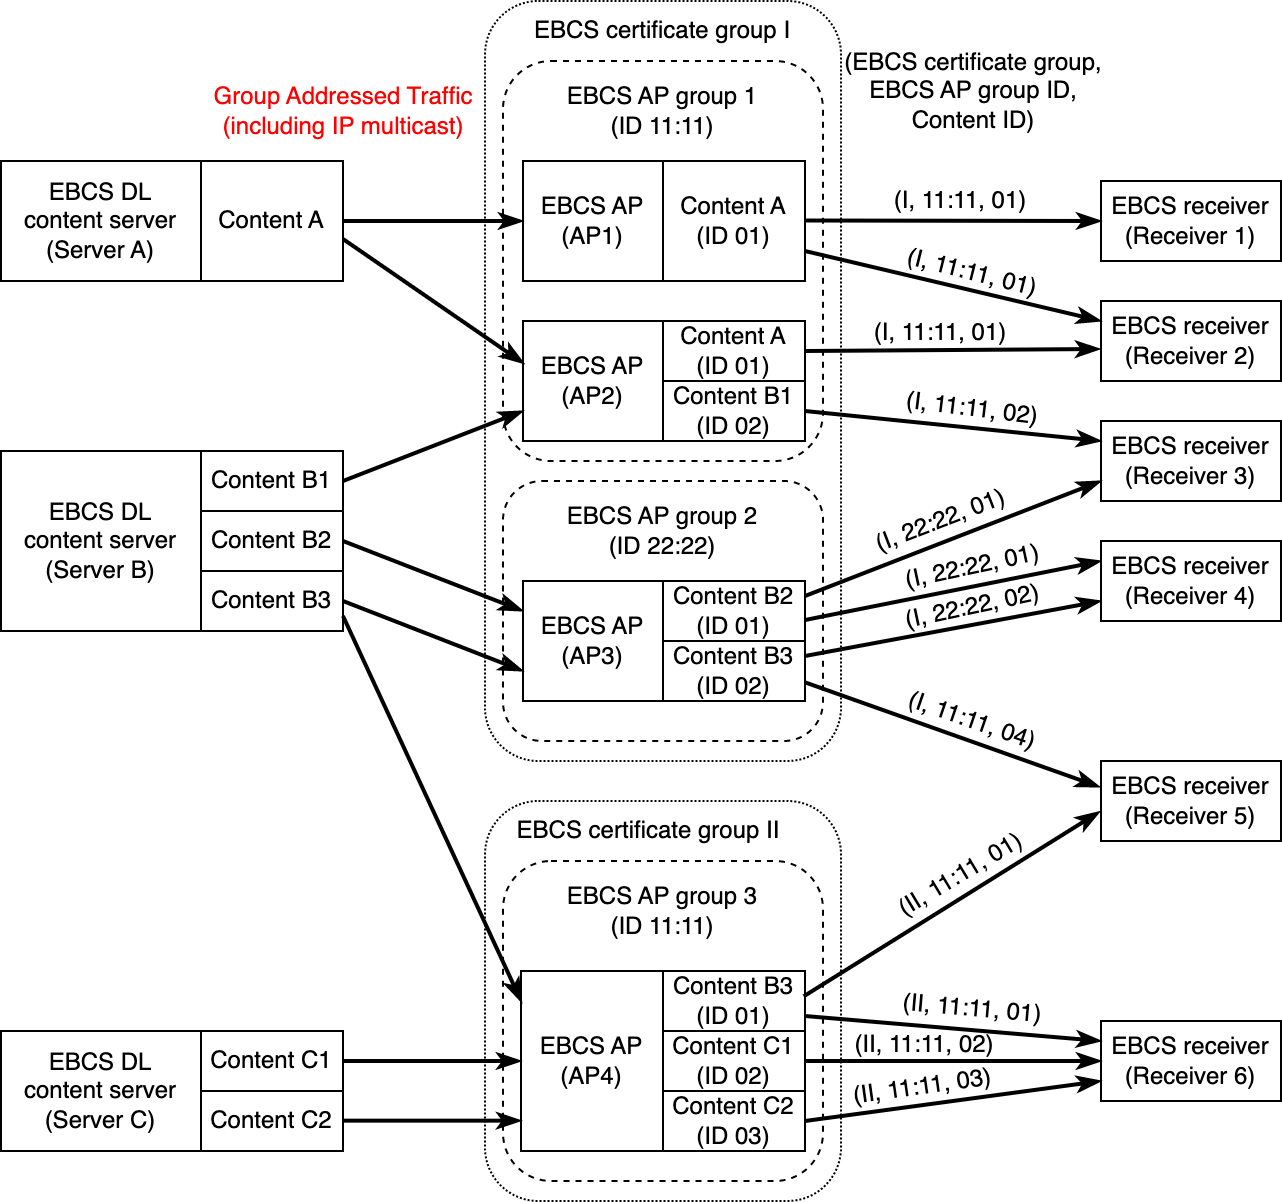 EBCS certificate group I
(EBCS certificate group,
EBCS AP group ID,
Content ID)
Group Addressed Traffic
(including IP multicast)
EBCS AP group 1
(ID 11:11)
EBCS DL
content server
(Server A)
Content A
EBCS AP
(AP1)
Content A
(ID 01)
(I, 11:11, 01)
EBCS receiver
(Receiver 1)
(I, 11:11, 01)
EBCS AP
(AP2)
Content A
(ID 01)
Content B1
(ID 02)
(I, 11:11, 01)
EBCS receiver
(Receiver 2)
(I, 11:11, 02)
EBCS receiver
(Receiver 3)
EBCS DL
content server
(Server B)
Content B1
Content B2
Content B3
EBCS AP group 2
(ID 22:22)
EBCS AP
(AP3)
Content B2
(ID 01)
Content B3
(ID 02)
(I, 22:22, 01)
(I, 22:22, 01)
(I, 22:22, 02)
EBCS receiver
(Receiver 4)
(I, 11:11, 04)
EBCS receiver
(Receiver 5)
EBCS certificate group II
EBCS AP group 3
(ID 11:11)
(II, 11:11, 01)
EBCS DL
content server
(Server C)
Content C1
Content C2
EBCS AP
(AP4)
Content B3
(ID 01)
Content C1
(ID 02)
Content C2
(ID 03)
(II, 11:11, 01)
(II, 11:11, 02)
(II, 11:11, 03)
EBCS receiver
(Receiver 6)